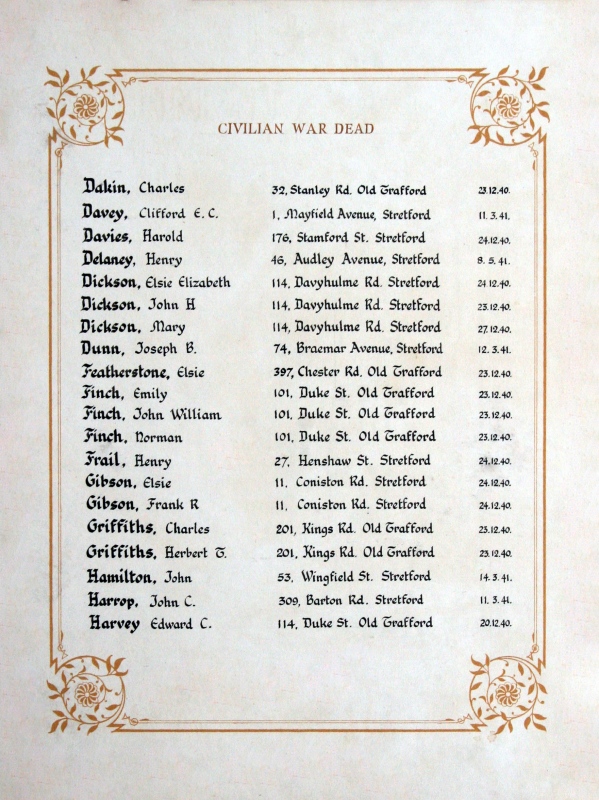 CIVILIAN WAR DEAD
Dakin, Charles 32, Stanley Rd. Old Trafford 23.12.40.
Davey, Clifford E. C. 1, Mayfield Avenue, Stretford 11. 3. 41.
Davies, Harold 176, Stamford St. Stretford 24.12.40.
Delaney, Henry 46, Audley Avenue, Stretford 8. 5. 41.
Dickson, Elsie Elizabeth 114, Davyhulme Rd. Stretford 24.12.40.
Dickson, John H 114, Davyhulme Rd. Stretford 23.12.40.
Dickson, Mary 114, Davyhulme Rd. Stretford 27.12.40.
Dunn, Joseph B. 74, Braemar Avenue, Stretford 12. 3. 41.
Featherstone, Elsie 397, Chester Rd. Old Trafford 23.12.40.
Finch, Emily 101, Duke St. Old Trafford 23.12.40.
Finch, John William 101, Duke St. Old Trafford 23.12.40.
Finch, Norman 101, Duke St. Old Trafford 23.12.40.
Frail, Henry 27, Henshaw St. Stretford 24.12.40.
Gibson, Elsie 11, Coniston Rd. Stretford 24.12.40.
Gibson, Frank R 11, Coniston Rd. Stretford 24.12.40.
Griffiths, Charles 201, Kings Rd. Old Trafford 23.12.40.
Griffiths, Herbert T. 201, Kings Rd. Old Trafford 23.12.40.
Hamilton, John 53, Wingfield St. Stretford 14. 3. 41.
Harrop, John C. 309, Barton Rd. Stretford 11. 3. 41.
Harvey Edward C. 114, Duke St. Old Trafford 20.12.40.